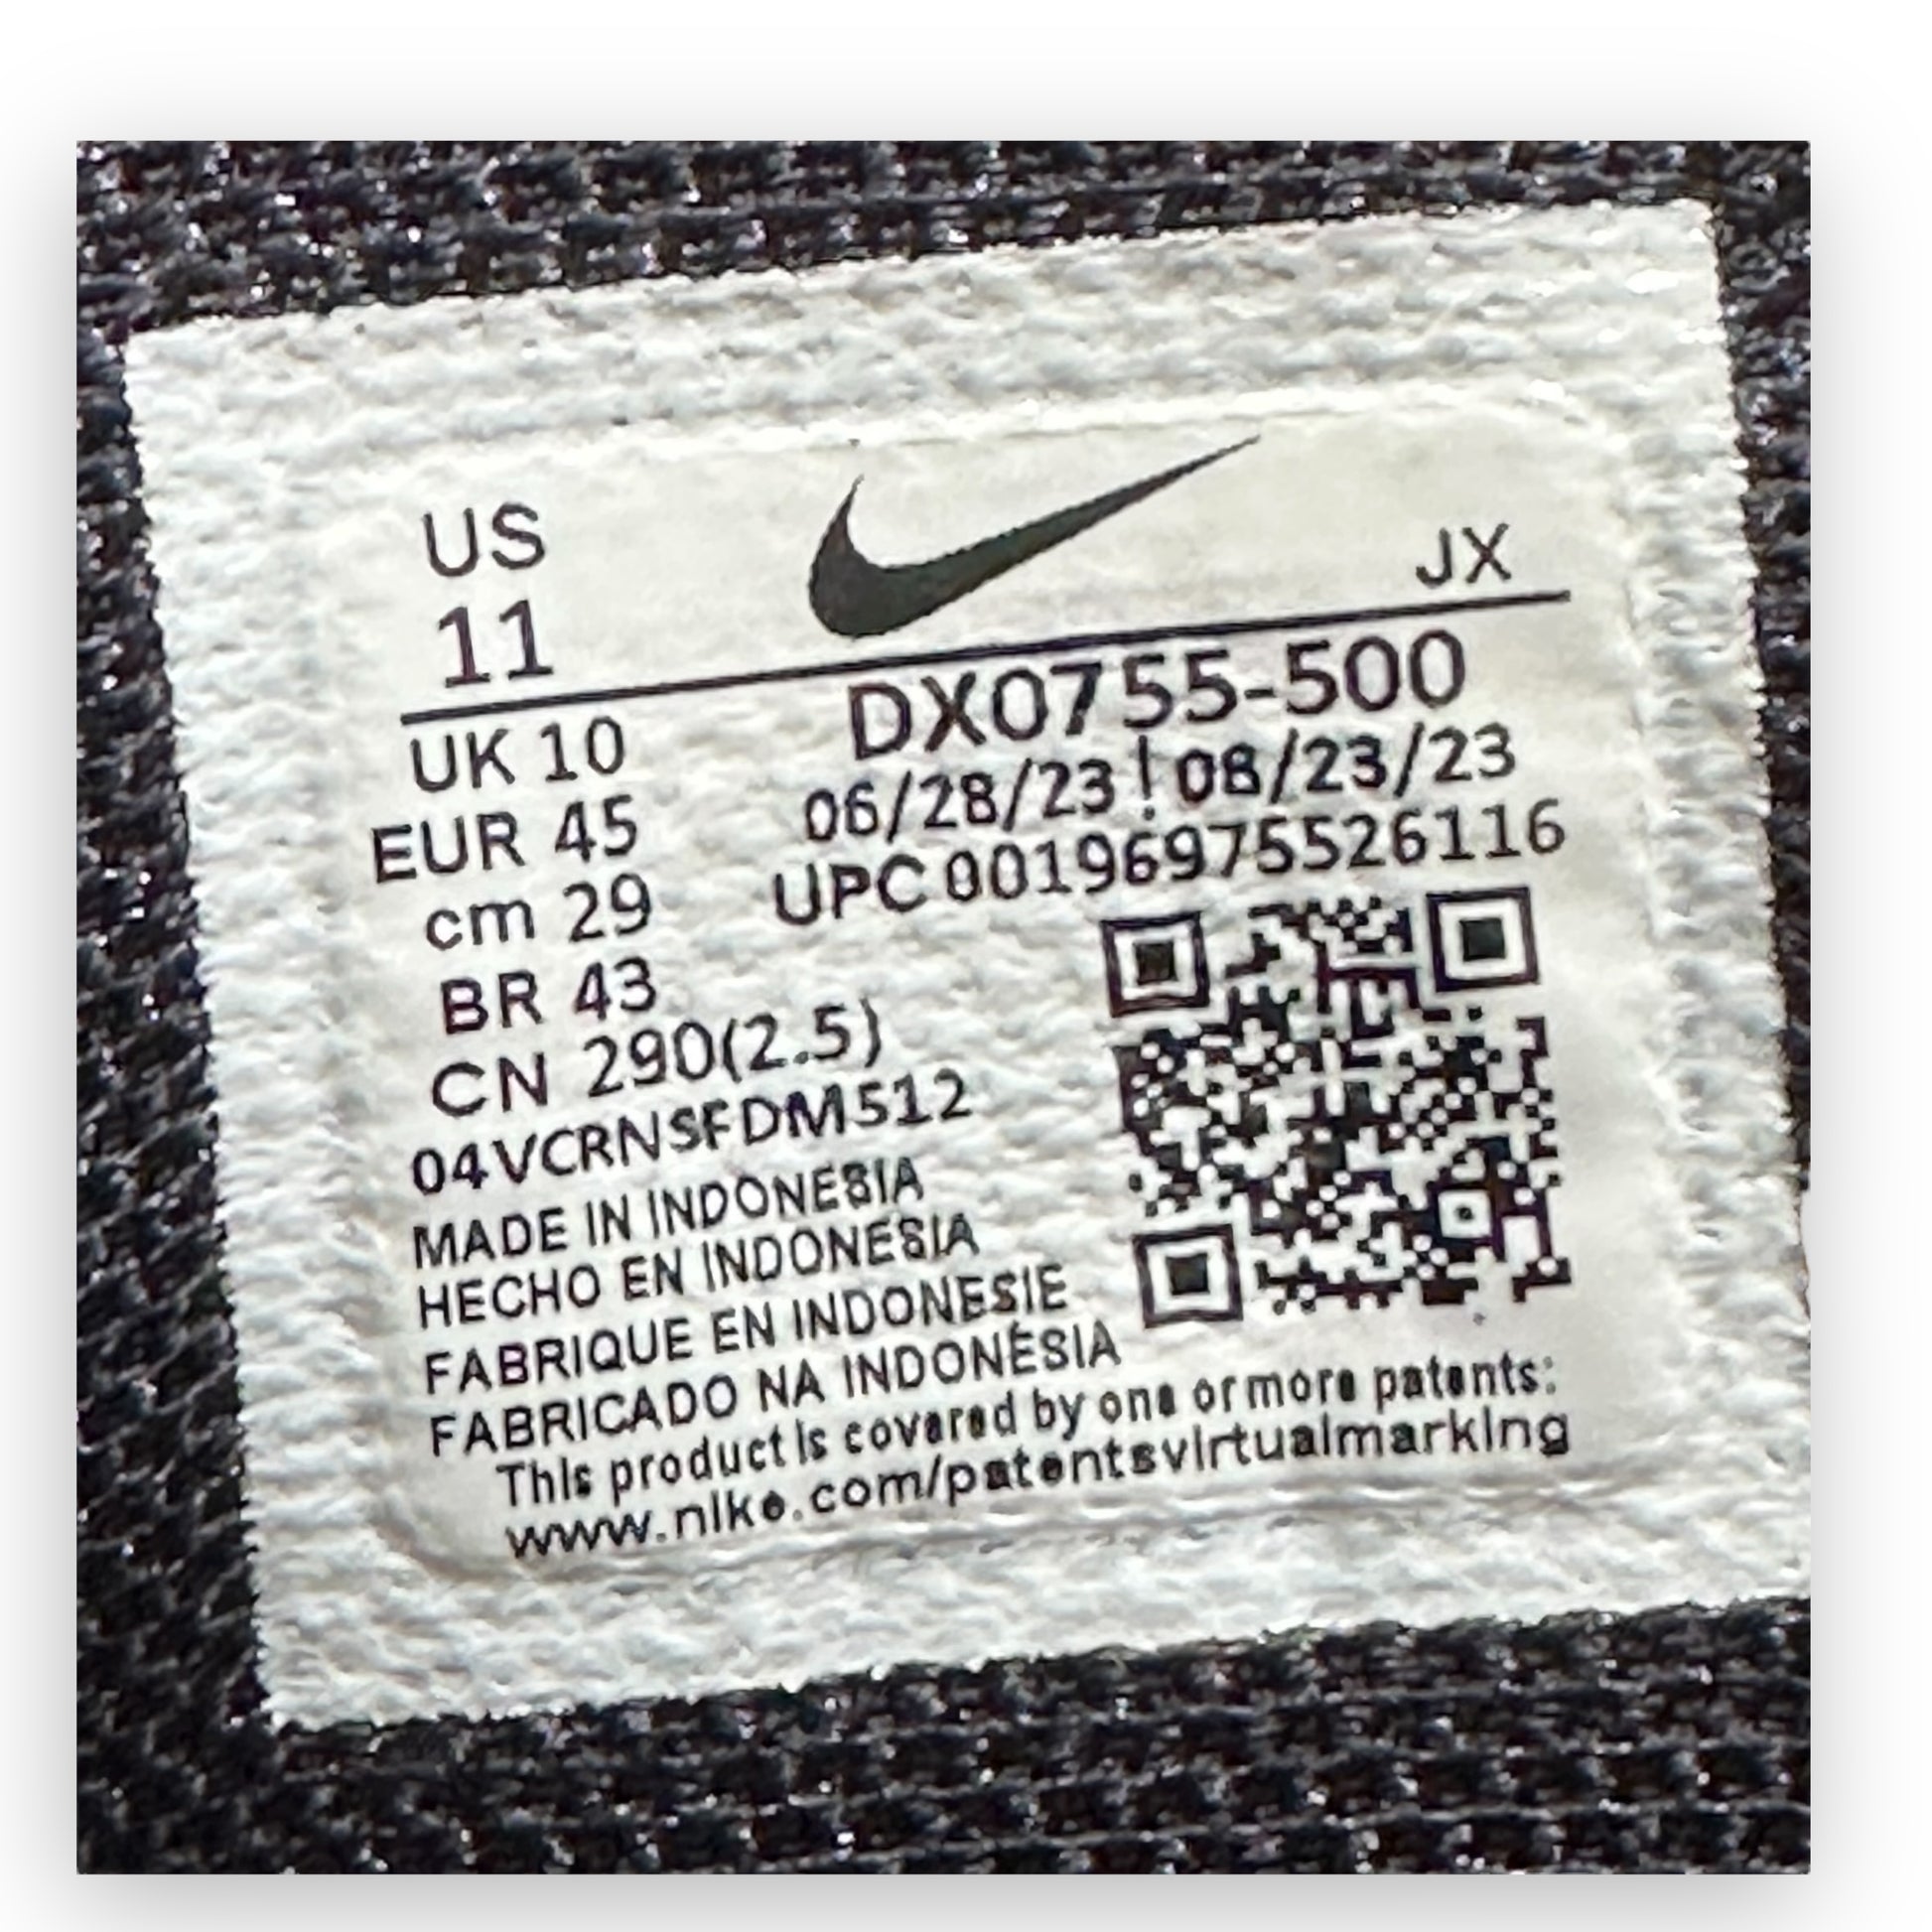 US
JX
11
UK 10
DX0755-500
EUR 45
06/28/23 ! 08/23/23
cm 29
UPC 00196975526116
BR 43
CN 290(2.5)
04VCRNSFDM512
MADE IN INDONESIA
HECHO EN INDONESIA
FABRIQUE EN INDONESIE
FABRICADO NA INDONÉSIA
This product is covered by one or more patents:
www.nike.com/patentsvirtualmarking